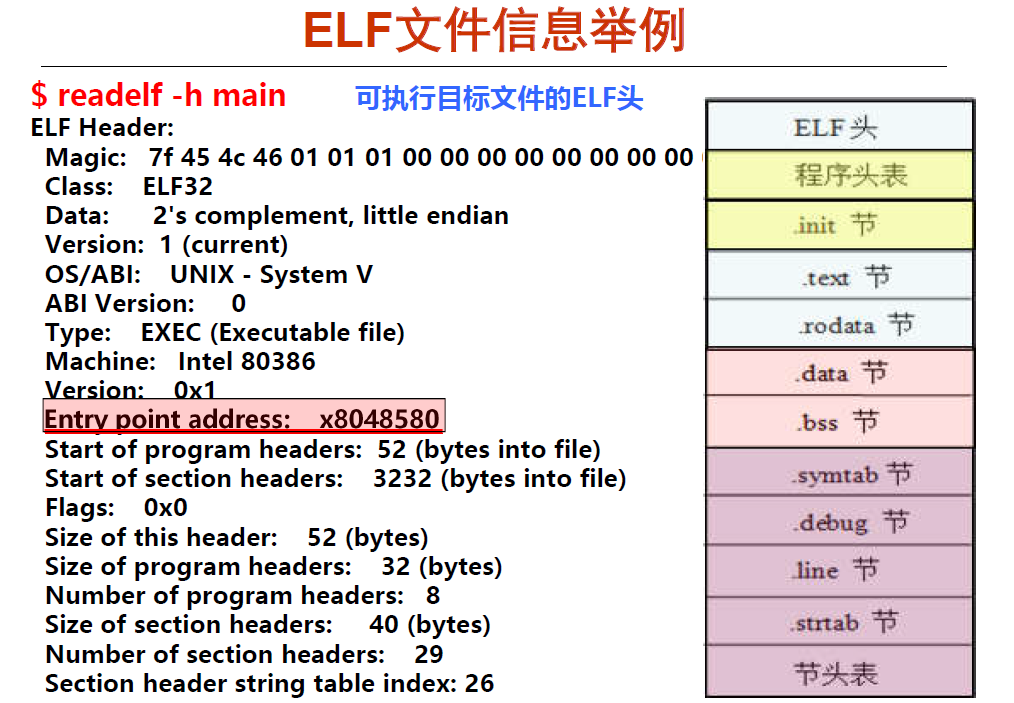 ELF文件信息举例
$ readelf -h main
可执行目标文件的ELF头
ELF Header:
Magic: 7f 45 4c 46 01 01 01 00 00 00 00 00 00 00 00
Class: ELF32
Data: 2's complement, little endian
Version: 1 (current)
OS/ABI: UNIX - System V
ABI Version: 0
Type: EXEC (Executable file)
Machine: Intel 80386
Version: 0x1
Entry point address: x8048580
Start of program headers: 52 (bytes into file)
Start of section headers: 3232 (bytes into file)
Flags: 0x0
Size of this header: 52 (bytes)
Size of program headers: 32 (bytes)
Number of program headers: 8
Size of section headers: 40 (bytes)
Number of section headers: 29
Section header string table index: 26
ELF 头
程序头表
.init 节
.text 节
.rodata 节
.data 节
.bss 节
.symtab 节
.debug 节
.line 节
.strtab 节
节头表